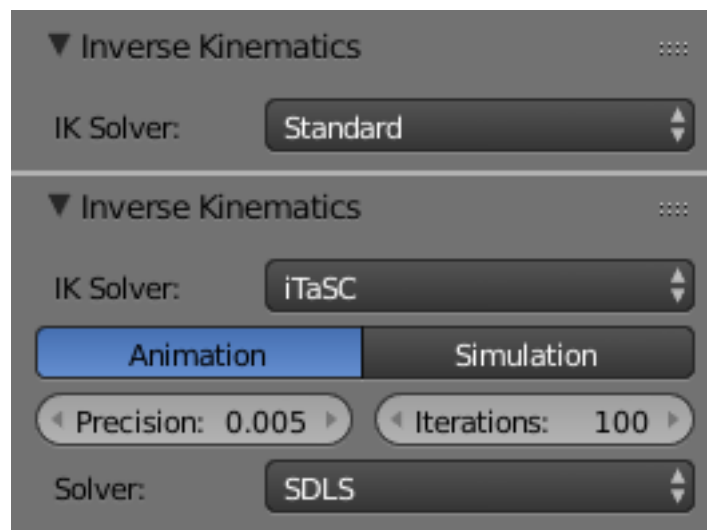 Inverse Kinematics
IK Solver: Standard
Inverse Kinematics
IK Solver: iTaSC
Animation Simulation
Precision: 0.005 Iterations: 100
Solver: SDLS